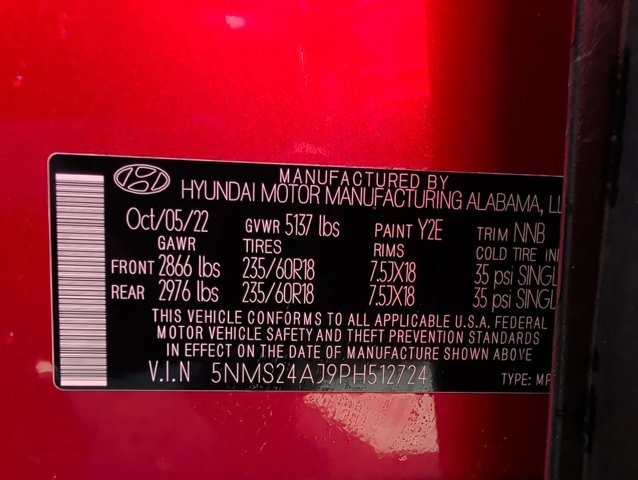 MANUFACTURED BY
HYUNDAI MOTOR MANUFACTURING ALABAMA, LL
Oct/05/22 GVWR 5137 lbs PAINT Y2E TRIM NNB
GAWR TIRES RIMS COLD TIRE IN
FRONT 2866 lbs 235/60R18 7.5JX18 35 psi SINGL
REAR 2976 lbs 235/60R18 7.5JX18 35 psi SINGL
THIS VEHICLE CONFORMS TO ALL APPLICABLE U.S.A. FEDERAL
MOTOR VEHICLE SAFETY AND THEFT PREVENTION STANDARDS
IN EFFECT ON THE DATE OF MANUFACTURE SHOWN ABOVE
V.I.N 5NMS24AJ9PH512724 TYPE: MP